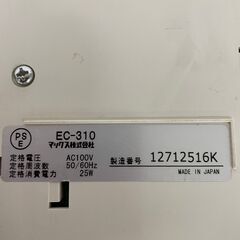 PS
E
EC-310
マックス株式会社
定格電圧 AC100V
定格周波数 50/60Hz
定格消費電力 25W
製造番号 12712516K
MADE IN JAPAN